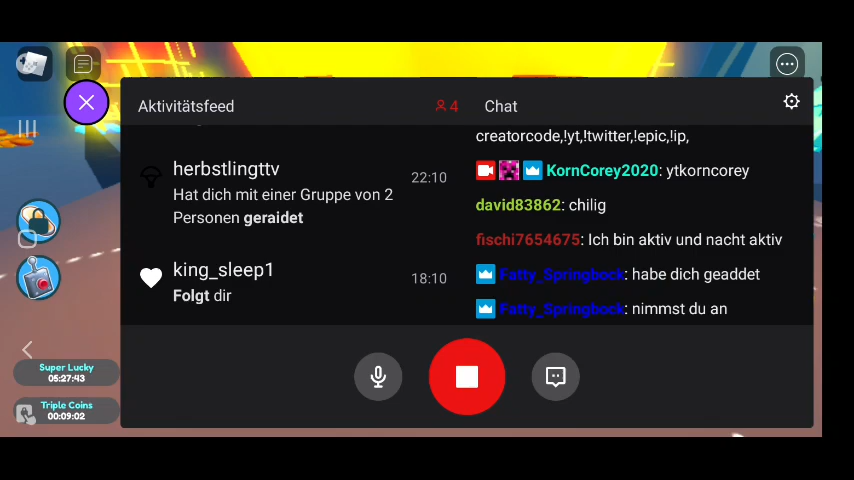 Aktivitätsfeed
4
Chat
creatorcode,!yt,!twitter,!epic,!ip,
herbstlingttv
Hat dich mit einer Gruppe von 2
Personen geraidet
22:10
KornCorey2020: ytkorncorey
david83862: chilig
fischi7654675: Ich bin aktiv und nacht aktiv
king_sleep1
Folgt dir
18:10
Fatty_Springbock: habe dich geaddet
Fatty_Springbock: nimmst du an
Super Lucky
05:27:43
Triple Coins
00:09:02